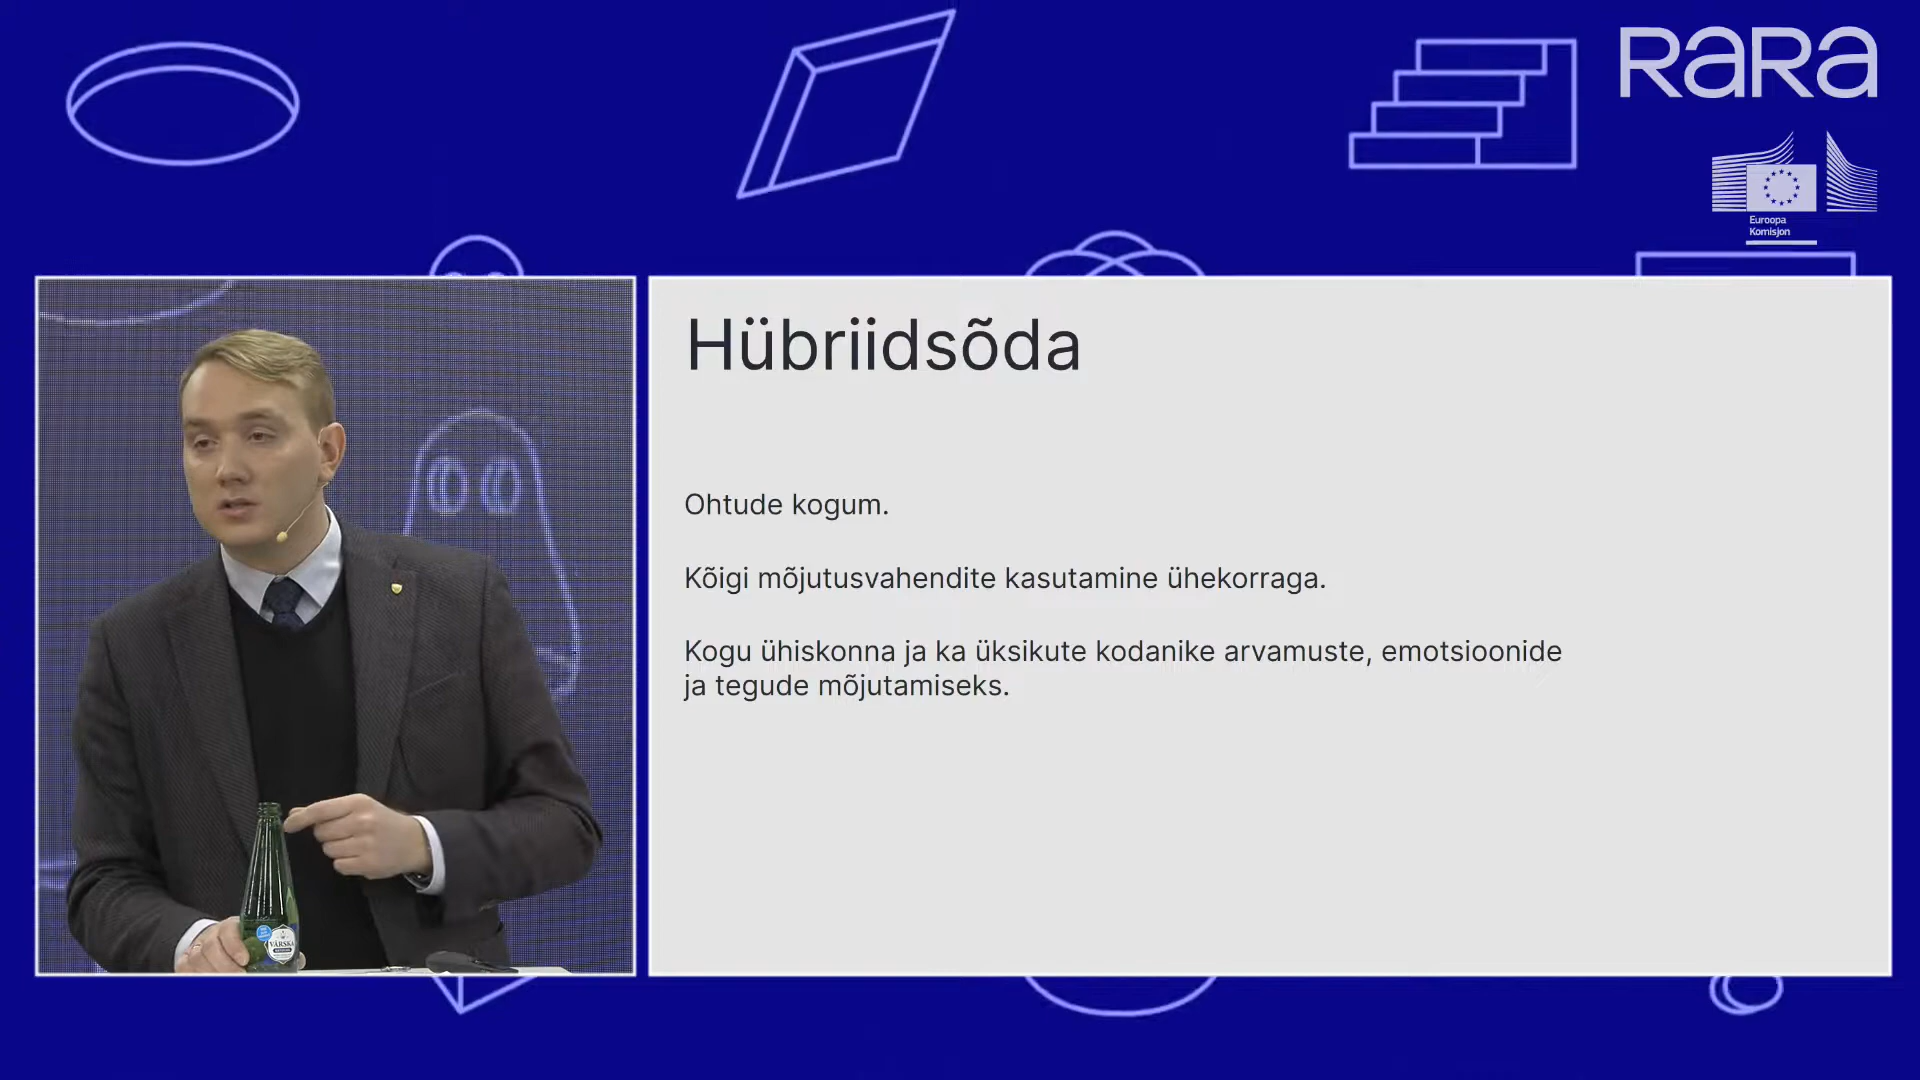 RaRa
Euroopa
Komisjon
Hübriidsõda
Ohtude kogum.
Kõigi mõjutusvahendite kasutamine ühekorraga.
Kogu ühiskonna ja ka üksikute kodanike arvamuste, emotsioonide
ja tegude mõjutamiseks.
VÄRSKA